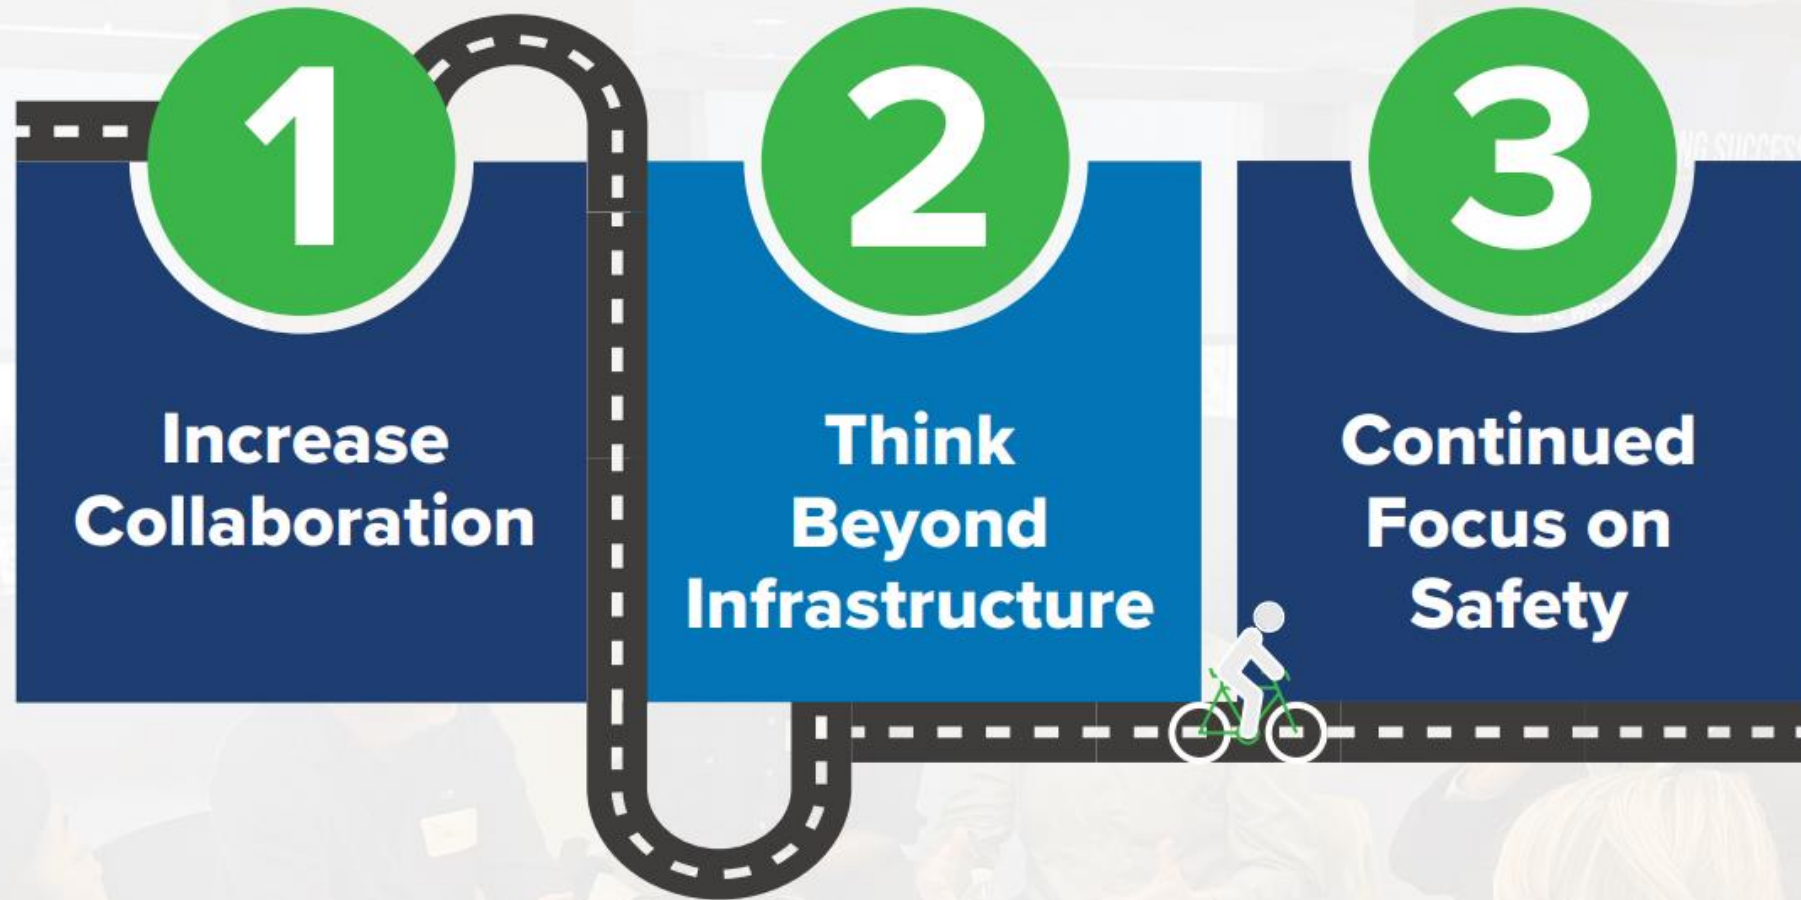 1
Increase
Collaboration
2
Think
Beyond
Infrastructure
3
Continued
Focus on
Safety